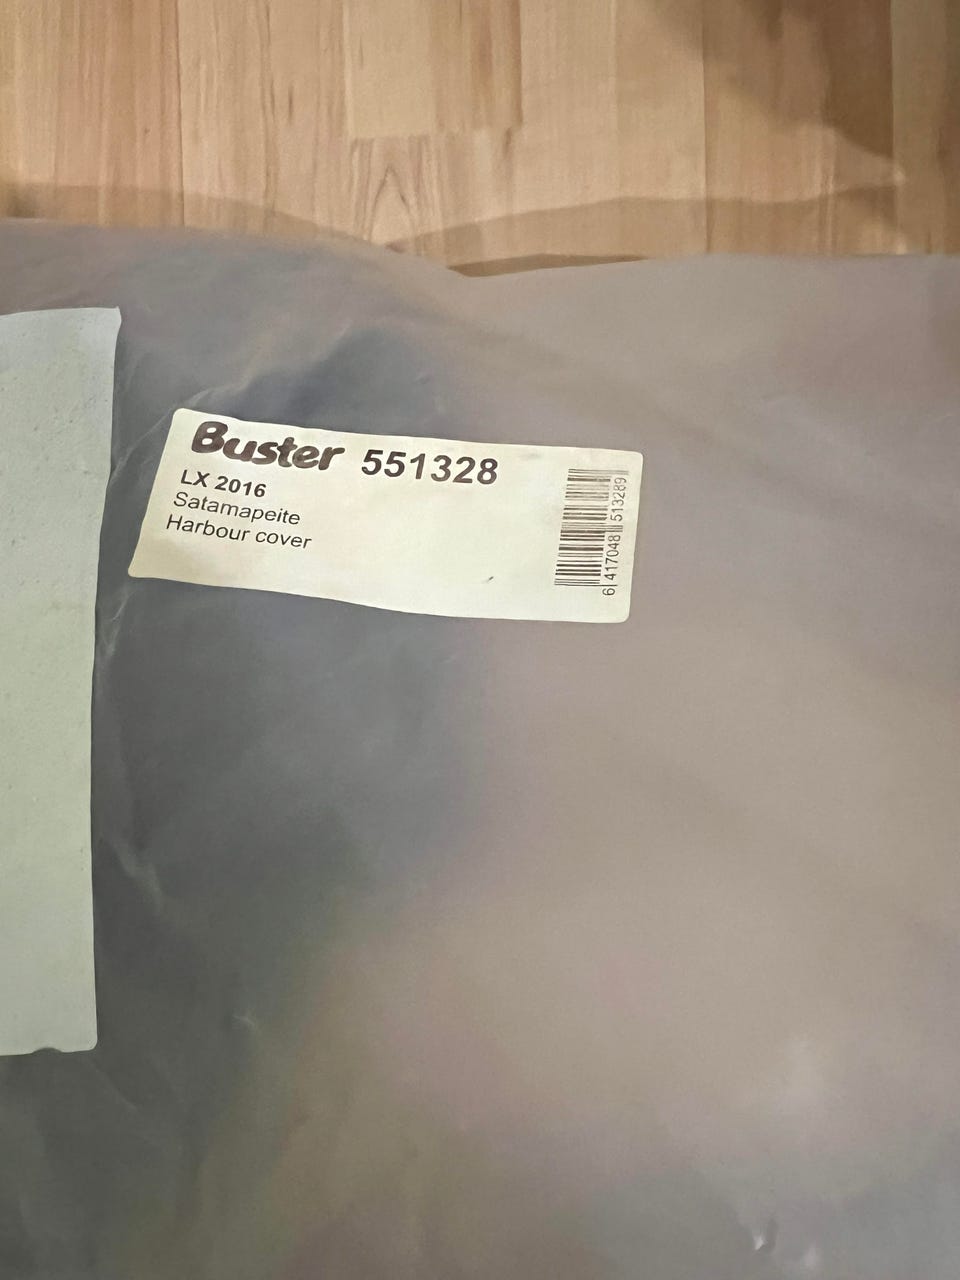 Buster 551328
LX 2016
Satamapeite
Harbour cover
6 417048 513289